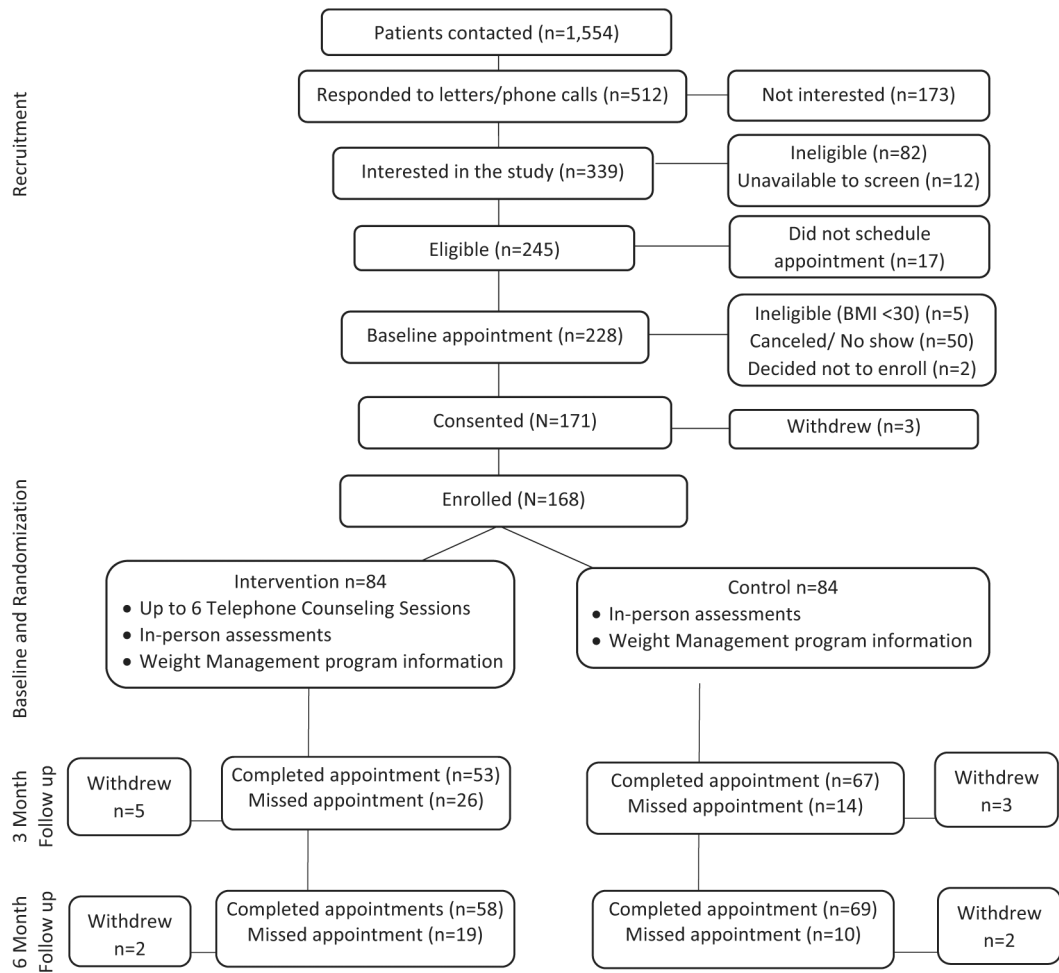 Patients contacted (n=1,554)
Recruitment
Responded to letters/phone calls (n=512)
Not interested (n=173)
Interested in the study (n=339)
Ineligible (n=82)
Unavailable to screen (n=12)
Eligible (n=245)
Did not schedule
appointment (n=17)
Baseline appointment (n=228)
Ineligible (BMI <30) (n=5)
Canceled/ No show (n=50)
Decided not to enroll (n=2)
Consented (N=171)
Withdrew (n=3)
Baseline and Randomization
Enrolled (N=168)
Intervention n=84
● Up to 6 Telephone Counseling Sessions
● In-person assessments
● Weight Management program information
Control n=84
● In-person assessments
● Weight Management program information
3 Month
Follow up
Withdrew
n=5
Completed appointment (n=53)
Missed appointment (n=26)
Completed appointment (n=67)
Missed appointment (n=14)
Withdrew
n=3
6 Month
Follow up
Withdrew
n=2
Completed appointments (n=58)
Missed appointment (n=19)
Completed appointment (n=69)
Missed appointment (n=10)
Withdrew
n=2